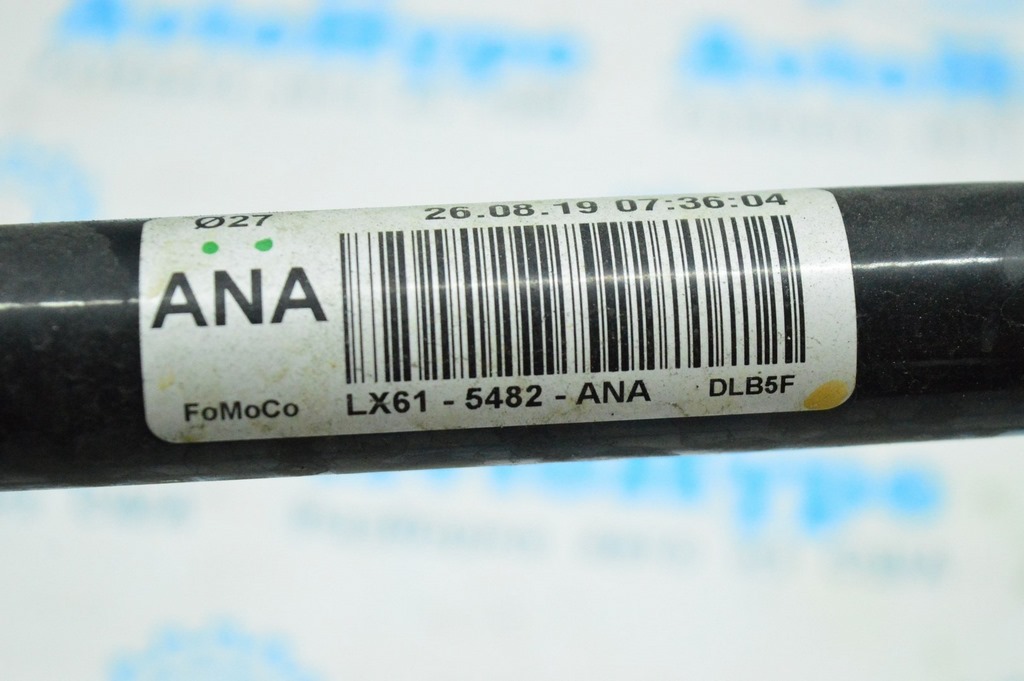 Ø27
26.08.19 07:36:04
ANA
FoMoCo
LX61 - 5482 - ANA
DLB5F